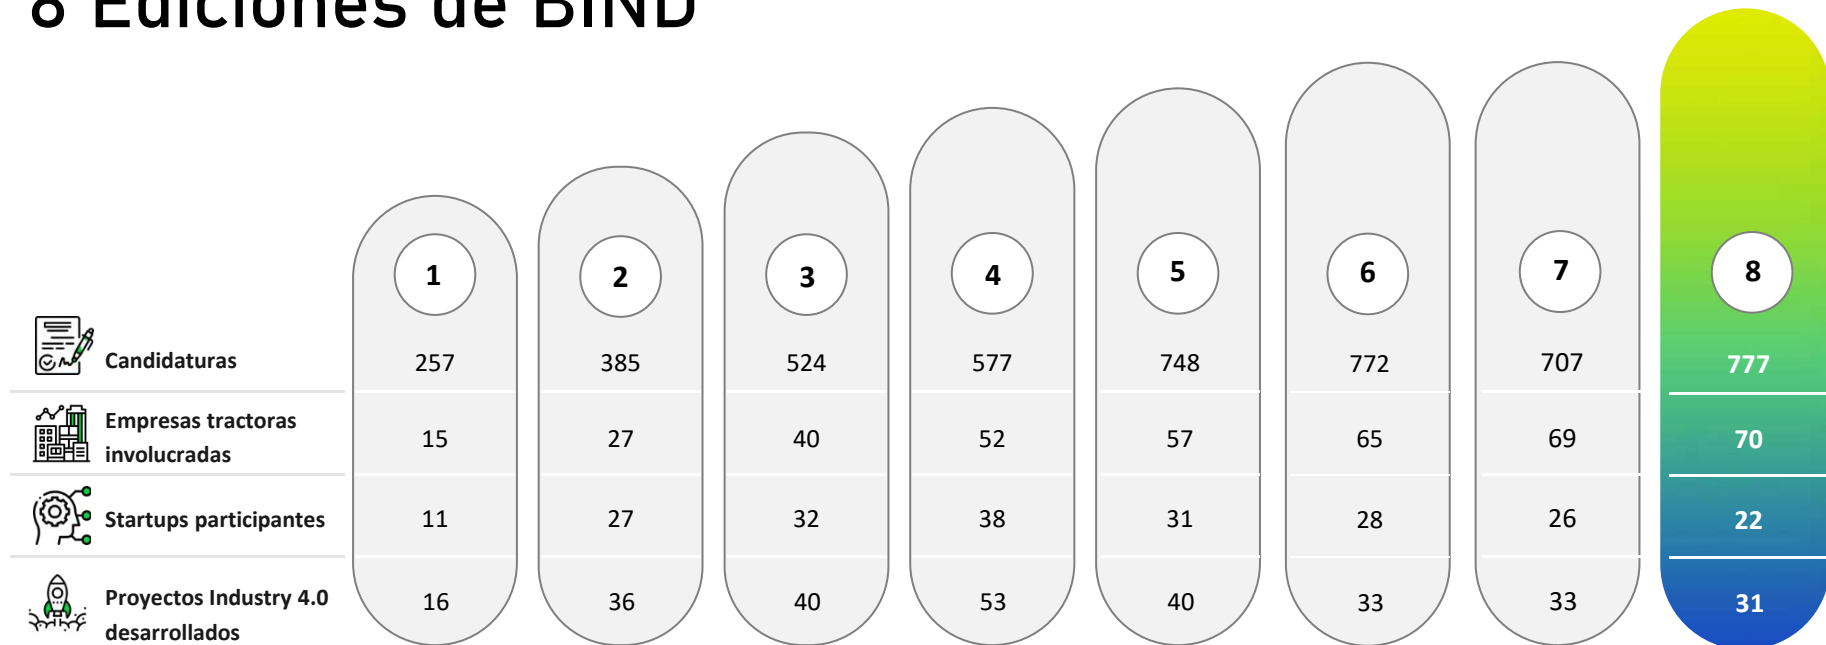 8 Ediciones de BIND
1 2 3 4 5 6 7 8
Candidaturas 257 385 524 577 748 772 707 777
Empresas tractoras
involucradas 15 27 40 52 57 65 69 70
Startups participantes 11 27 32 38 31 28 26 22
Proyectos Industry 4.0
desarrollados 16 36 40 53 40 33 33 31